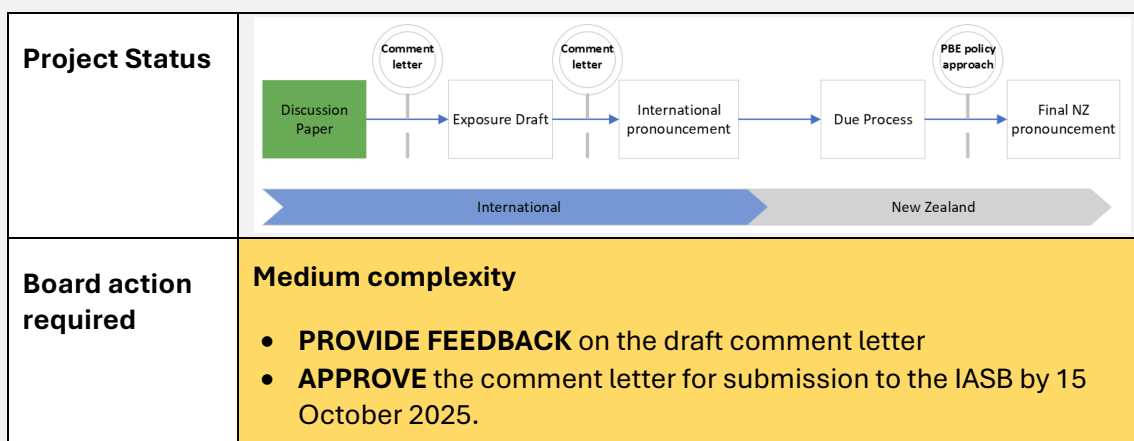 Project Status
Comment
letter
Comment
letter
PBE policy
approach
Discussion
Paper
Exposure Draft
International
pronouncement
Due Process
Final NZ
pronouncement
International
New Zealand
Board action
required
Medium complexity
• PROVIDE FEEDBACK on the draft comment letter
• APPROVE the comment letter for submission to the IASB by 15
October 2025.